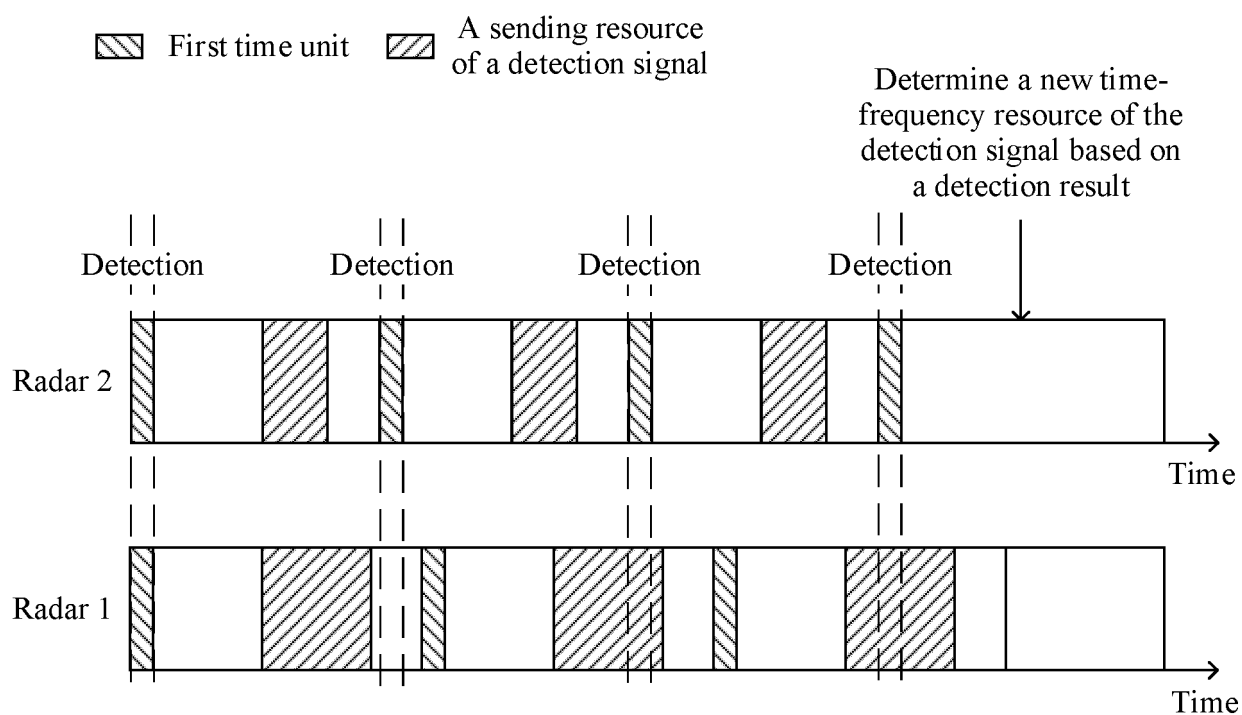 First time unit
A sending resource
of a detection signal
Determine a new time-
frequency resource of the
detection signal based on
a detection result
Detection Detection Detection Detection
Radar 2
Time
Radar 1
Time